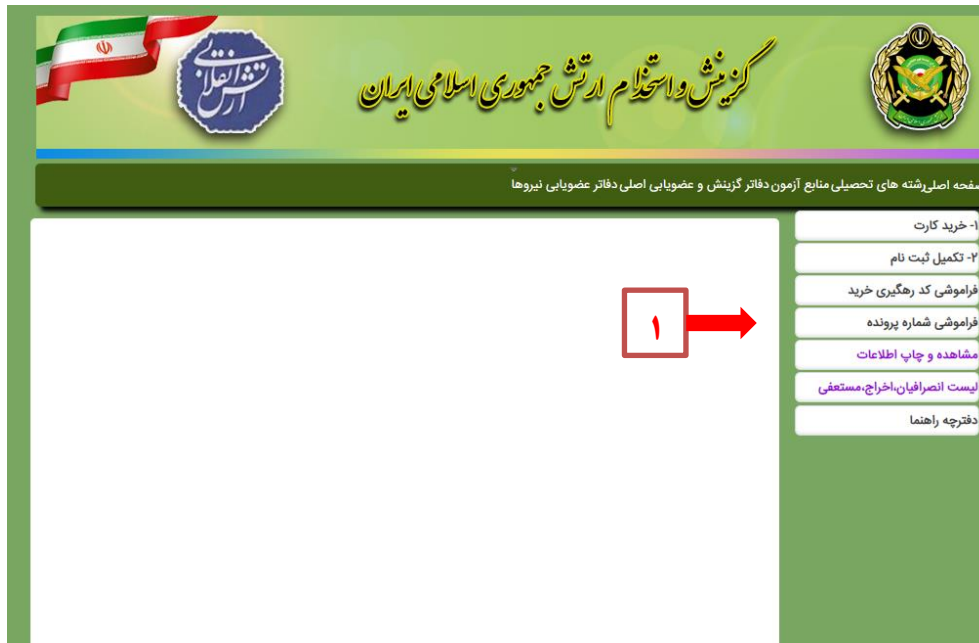 گزینش و استخدام ارتش جمهوری اسلامی ایران
ارتش انقلابی
صفحه اصلی رشته های تحصیلی منابع آزمون دفاتر گزینش و عضویابی اصلی دفاتر عضویابی نیروها
۱- خرید کارت
۲- تکمیل ثبت نام
فراموشی کد رهگیری خرید
فراموشی شماره پرونده
۱
مشاهده و چاپ اطلاعات
لیست انصرافیان،اخراج،مستعفی
دفترچه راهنما